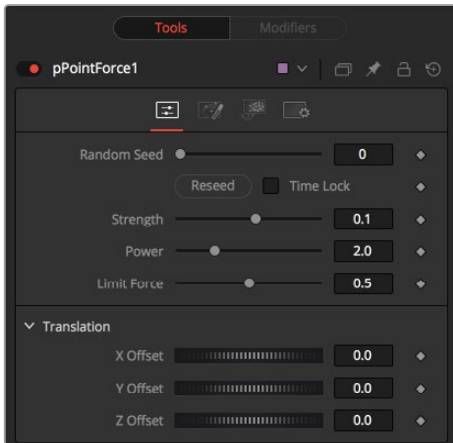 Tools Modifiers
pPointForce1
Random Seed 0
Reseed Time Lock
Strength 0.1
Power 2.0
Limit Force 0.5
Translation
X Offset 0.0
Y Offset 0.0
Z Offset 0.0